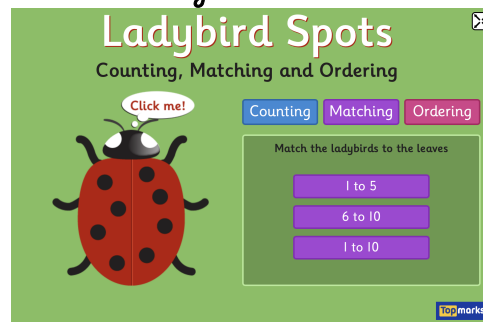 Ladybird Spots
Counting, Matching and Ordering
Click me!
Counting Matching Ordering
Match the ladybirds to the leaves
1 to 5
6 to 10
1 to 10
Topmarks